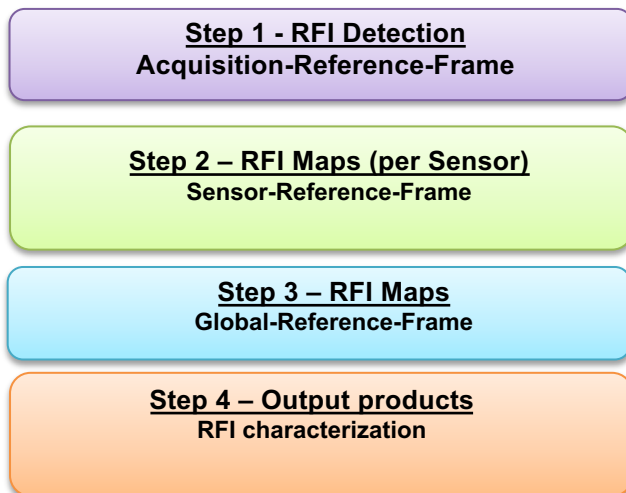 Step 1 - RFI Detection
Acquisition-Reference-Frame
Step 2 – RFI Maps (per Sensor)
Sensor-Reference-Frame
Step 3 – RFI Maps
Global-Reference-Frame
Step 4 – Output products
RFI characterization